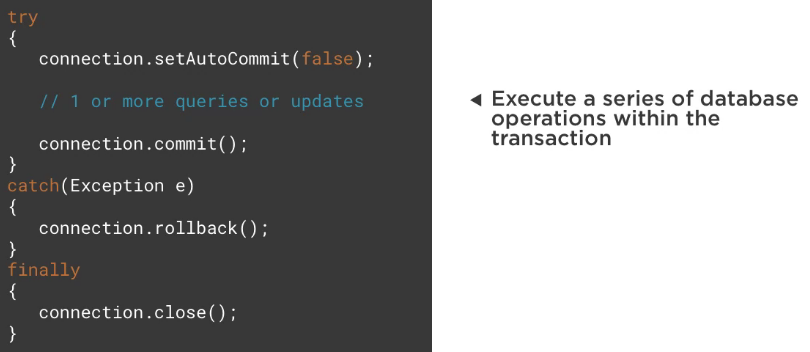 try
{
connection.setAutoCommit(false);
// 1 or more queries or updates
connection.commit();
}
catch(Exception e)
{
connection.rollback();
}
finally
{
connection.close();
}
◄ Execute a series of database
operations within the
transaction